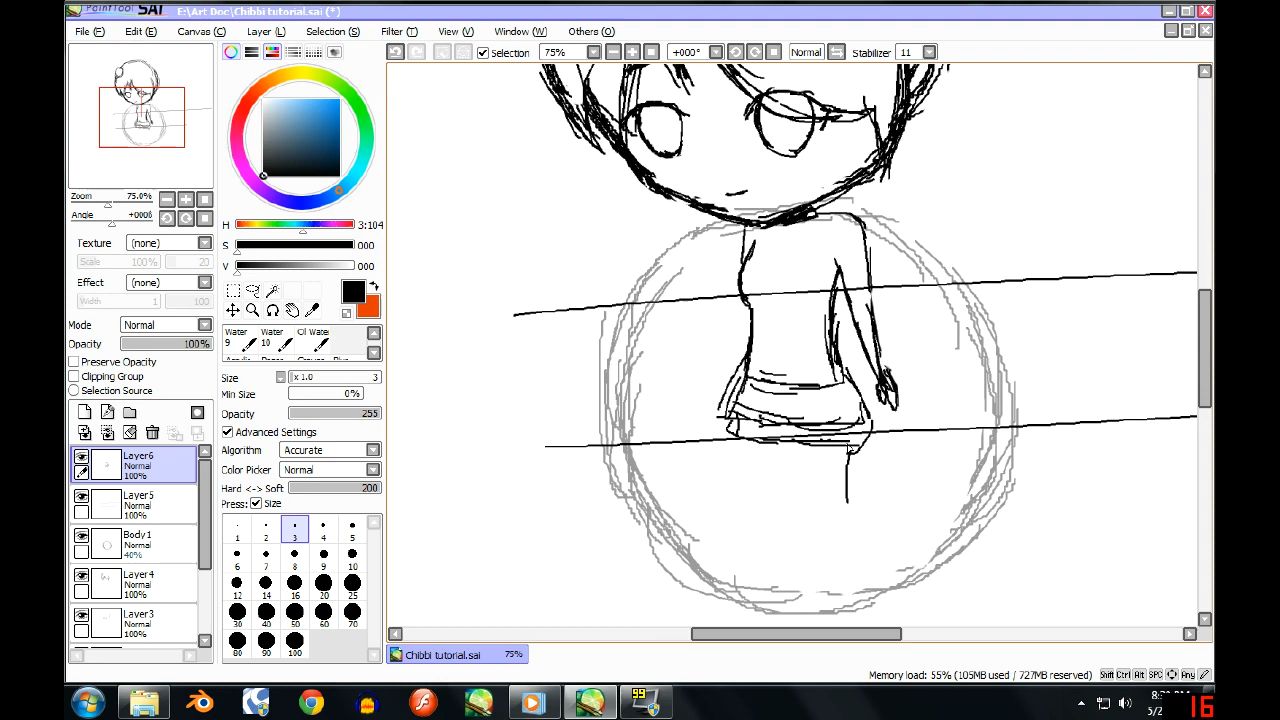 PaintTool SAI E:\Art Doc\Chibbi tutorial.sai (*)
File (F) Edit (E) Canvas (C) Layer (L) Selection (S) Filter (T) View (V) Window (W) Others (O)
Selection 75% +000° Normal Stabilizer 11
Zoom 75.0%
Angle +000θ
Texture (none)
Scale 100% 20
Effect (none)
Width 1 100
Mode Normal
Opacity 100%
Preserve Opacity
Clipping Group
Selection Source
Layer6
Normal
100%
Layer5
Normal
100%
Body1
Normal
40%
Layer4
Normal
100%
Layer3
Normal
100%
H 3:104
S 000
V 000
Water
9
Water
10
Oil Water
Size x 1.0 3
Min Size 0%
Opacity 255
Advanced Settings
Algorithm Accurate
Color Picker Normal
Hard <-> Soft 200
Press: Size
1 2 3 4 5
6 7 8 9 10
12 14 16 20 25
30 40 50 60 70
80 90 100
Chibbi tutorial.sai 75%
Memory load: 55% (105MB used / 727MB reserved) Shift Ctrl Alt SPC Any
99
16